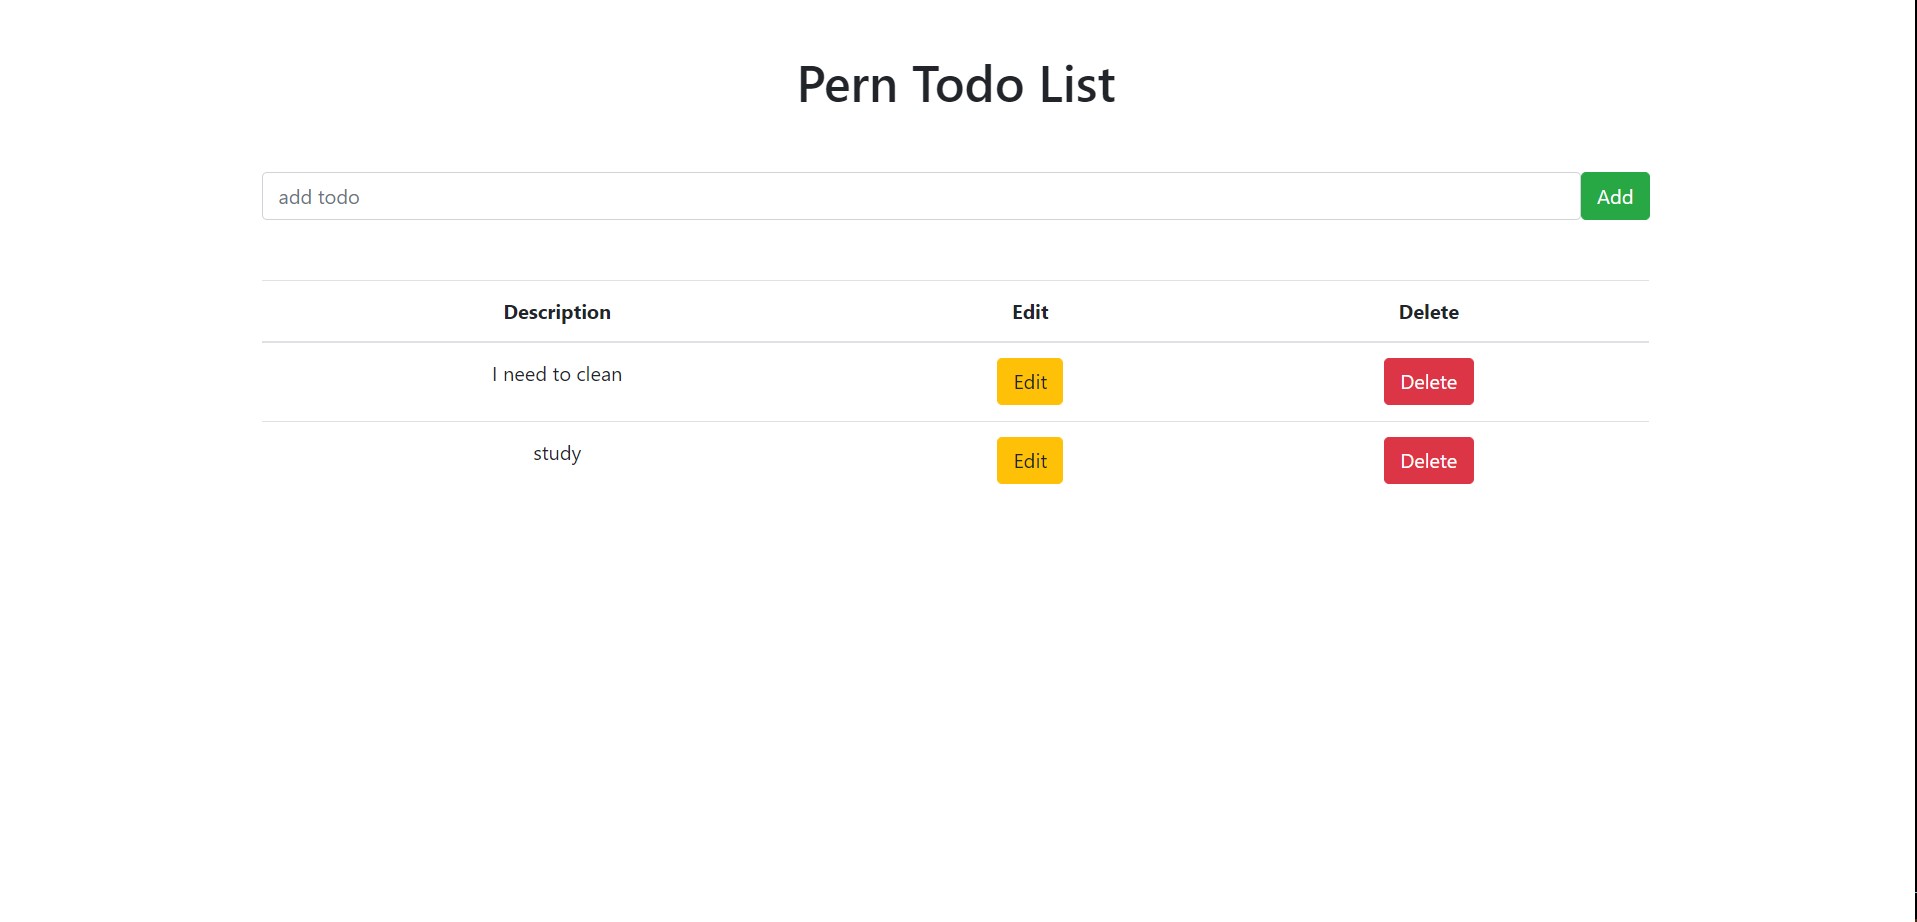 Pern Todo List
add todo Add
Description Edit Delete
I need to clean Edit Delete
study Edit Delete